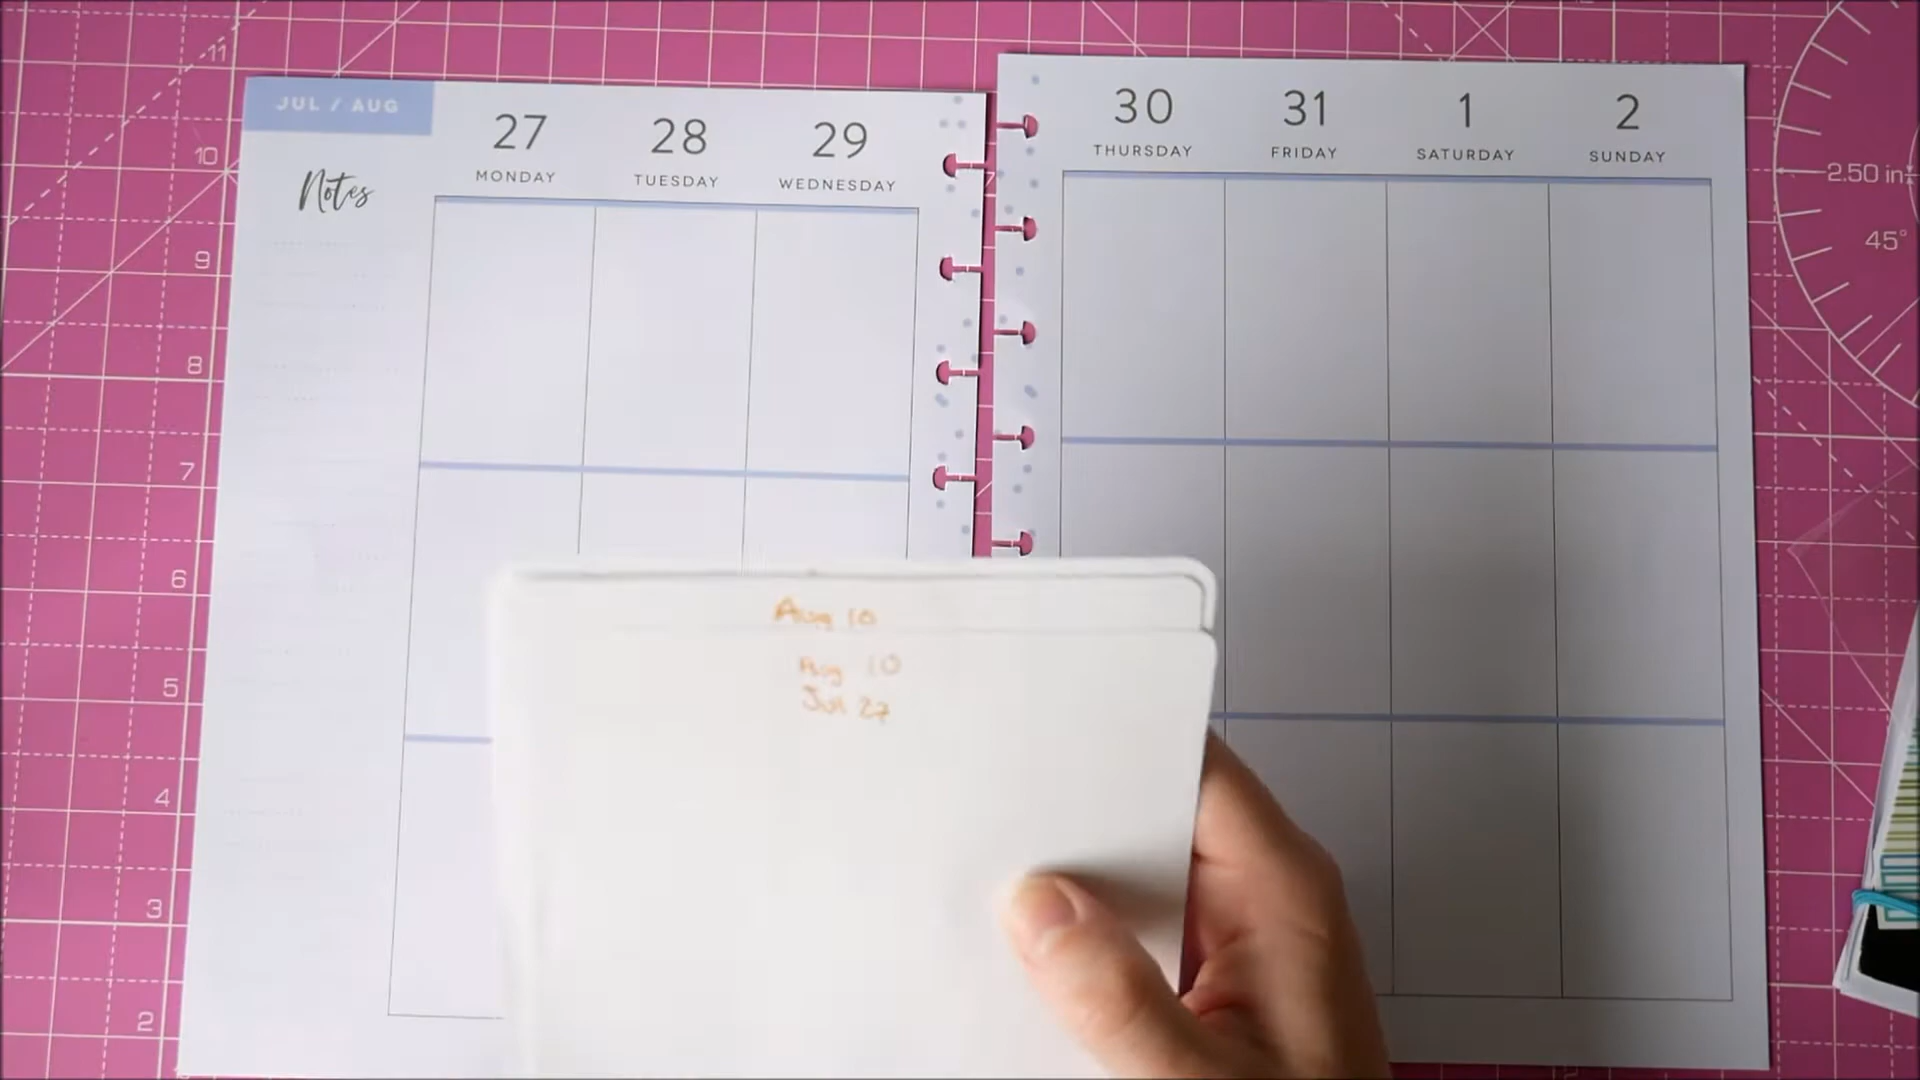 JUL / AUG
Notes
27 28 29
MONDAY TUESDAY WEDNESDAY
30 31 1 2
THURSDAY FRIDAY SATURDAY SUNDAY
Aug 10
Aug 10
Jul 27
11
10
9
8
7
6
5
4
3
2
2.50 in
45°